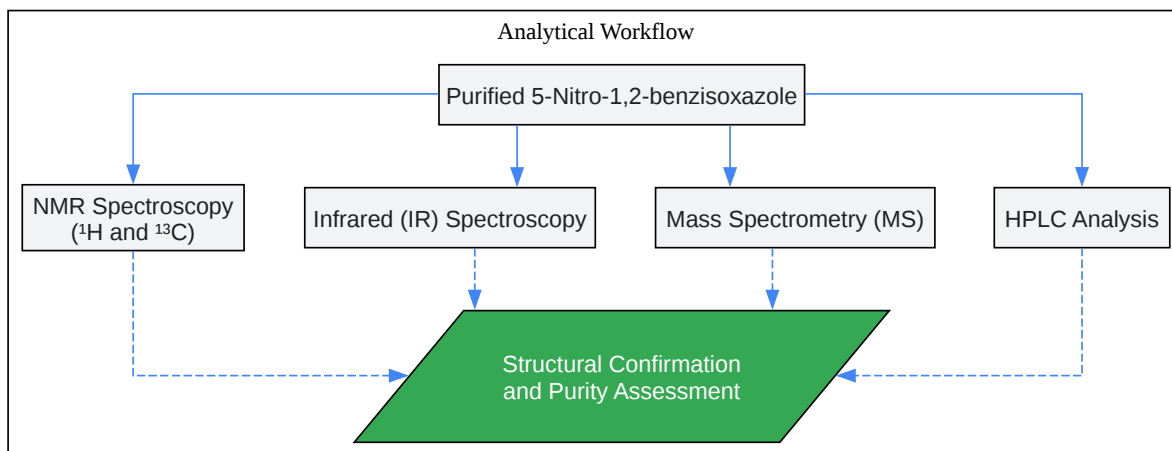 Analytical Workflow
Purified 5-Nitro-1,2-benzisoxazole
NMR Spectroscopy
(¹H and ¹³C)
Infrared (IR) Spectroscopy
Mass Spectrometry (MS)
HPLC Analysis
Structural Confirmation
and Purity Assessment